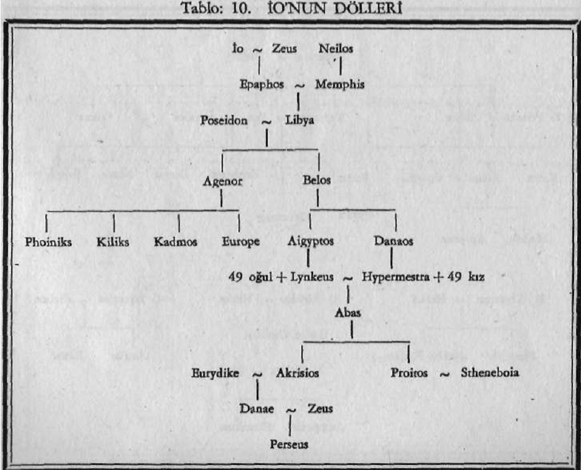 Tablo: 10. İO'NUN DÖLLERİ
İo ~ Zeus Neilos
Epaphos ~ Memphis
Poseidon ~ Libya
Agenor Belos
Phoiniks Kiliks Kadmos Europe Aigyptos Danaos
49 oğul + Lynkeus ~ Hypermestra + 49 kız
Abas
Eurydike ~ Akrisios Proitos ~ Stheneboia
Danae ~ Zeus
Perseus